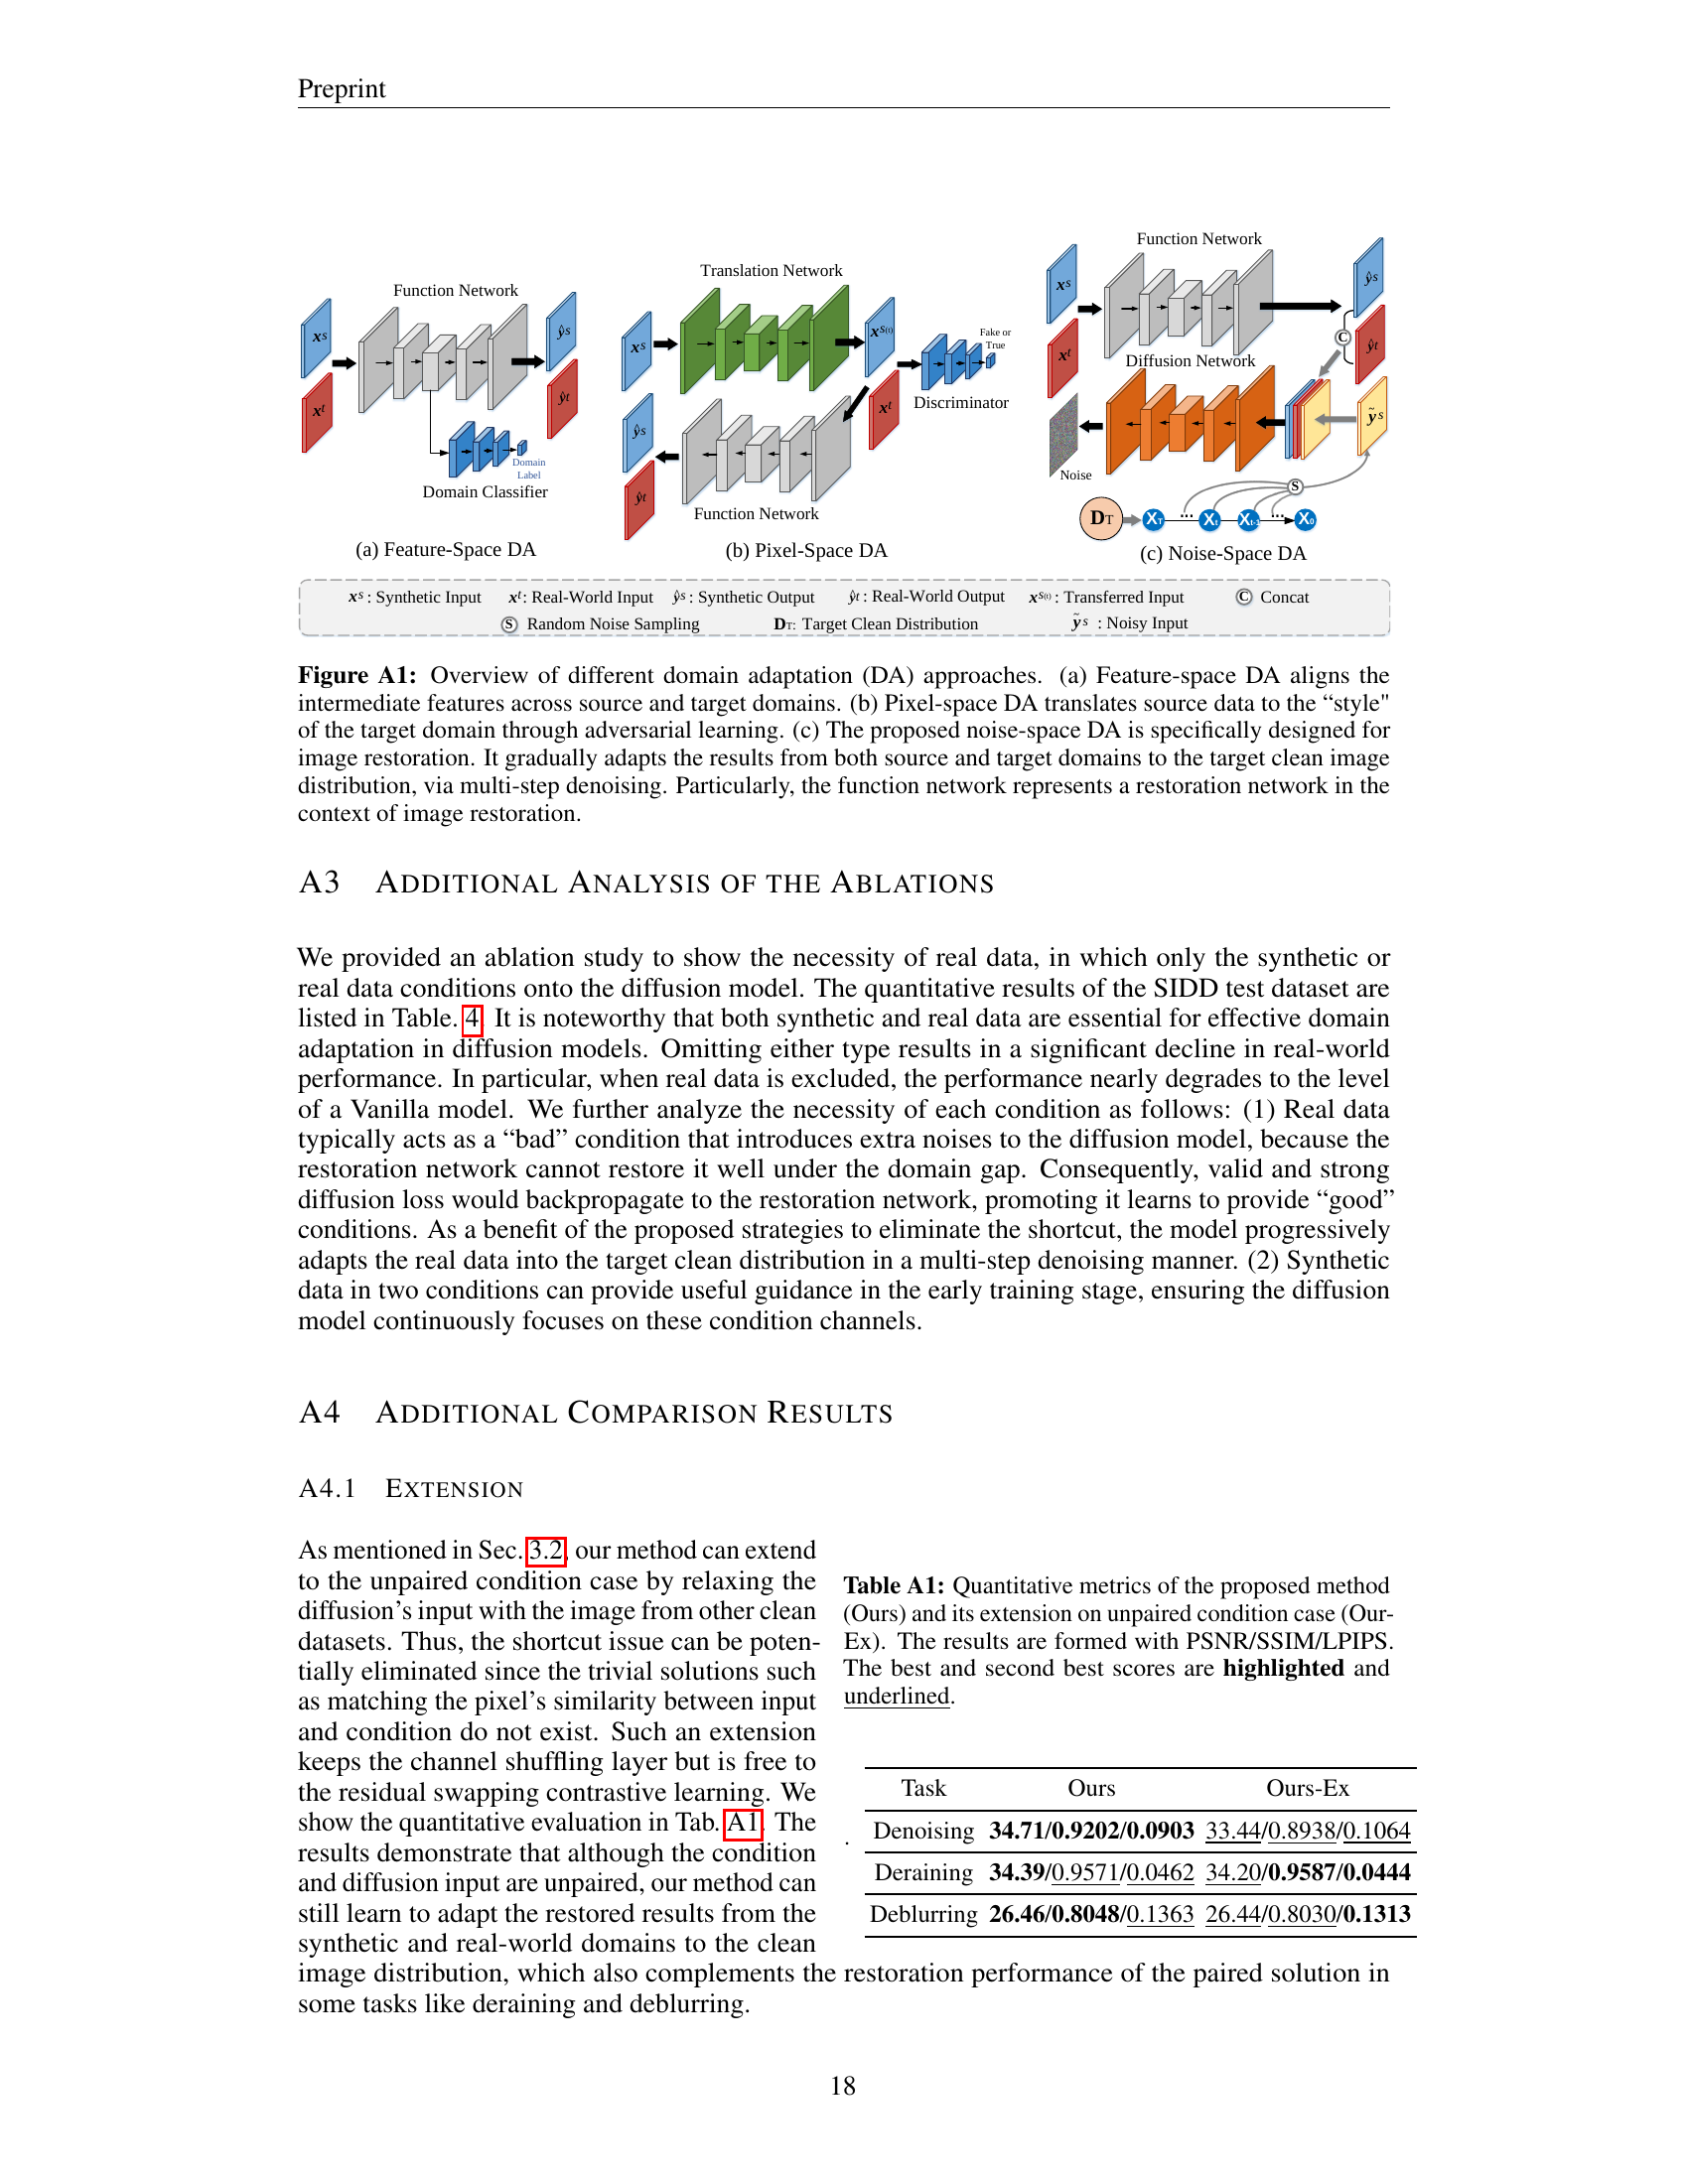 Preprint
Function Network
x^s
x^t
ŷ^s
ŷ^t
Domain
Label
Domain Classifier
(a) Feature-Space DA
Translation Network
x^s
x^s(t)
Fake or
True
Discriminator
x^t
ŷ^s
ŷ^t
Function Network
(b) Pixel-Space DA
Function Network
x^s
x^t
ŷ^s
C
ŷ^t
Diffusion Network
ỹ^s
Noise
S
D_T X_T ... X_t X_t-1 ... X_0
(c) Noise-Space DA
x^s : Synthetic Input x^t : Real-World Input ŷ^s : Synthetic Output ŷ^t : Real-World Output x^s(t) : Transferred Input C Concat
S Random Noise Sampling D_T: Target Clean Distribution ỹ^s : Noisy Input
Figure A1: Overview of different domain adaptation (DA) approaches. (a) Feature-space DA aligns the
intermediate features across source and target domains. (b) Pixel-space DA translates source data to the “style"
of the target domain through adversarial learning. (c) The proposed noise-space DA is specifically designed for
image restoration. It gradually adapts the results from both source and target domains to the target clean image
distribution, via multi-step denoising. Particularly, the function network represents a restoration network in the
context of image restoration.
A3 ADDITIONAL ANALYSIS OF THE ABLATIONS
We provided an ablation study to show the necessity of real data, in which only the synthetic or
real data conditions onto the diffusion model. The quantitative results of the SIDD test dataset are
listed in Table. 4. It is noteworthy that both synthetic and real data are essential for effective domain
adaptation in diffusion models. Omitting either type results in a significant decline in real-world
performance. In particular, when real data is excluded, the performance nearly degrades to the level
of a Vanilla model. We further analyze the necessity of each condition as follows: (1) Real data
typically acts as a “bad” condition that introduces extra noises to the diffusion model, because the
restoration network cannot restore it well under the domain gap. Consequently, valid and strong
diffusion loss would backpropagate to the restoration network, promoting it learns to provide “good”
conditions. As a benefit of the proposed strategies to eliminate the shortcut, the model progressively
adapts the real data into the target clean distribution in a multi-step denoising manner. (2) Synthetic
data in two conditions can provide useful guidance in the early training stage, ensuring the diffusion
model continuously focuses on these condition channels.
A4 ADDITIONAL COMPARISON RESULTS
A4.1 EXTENSION
As mentioned in Sec. 3.2, our method can extend
to the unpaired condition case by relaxing the
diffusion’s input with the image from other clean
datasets. Thus, the shortcut issue can be poten-
tially eliminated since the trivial solutions such
as matching the pixel’s similarity between input
and condition do not exist. Such an extension
keeps the channel shuffling layer but is free to
the residual swapping contrastive learning. We
show the quantitative evaluation in Tab. A1. The
results demonstrate that although the condition
and diffusion input are unpaired, our method can
still learn to adapt the restored results from the
synthetic and real-world domains to the clean
image distribution, which also complements the restoration performance of the paired solution in
some tasks like deraining and deblurring.
Table A1: Quantitative metrics of the proposed method
(Ours) and its extension on unpaired condition case (Our-
Ex). The results are formed with PSNR/SSIM/LPIPS.
The best and second best scores are highlighted and
underlined.
.
Task Ours Ours-Ex
Denoising 34.71/0.9202/0.0903 33.44/0.8938/0.1064
Deraining 34.39/0.9571/0.0462 34.20/0.9587/0.0444
Deblurring 26.46/0.8048/0.1363 26.44/0.8030/0.1313
18